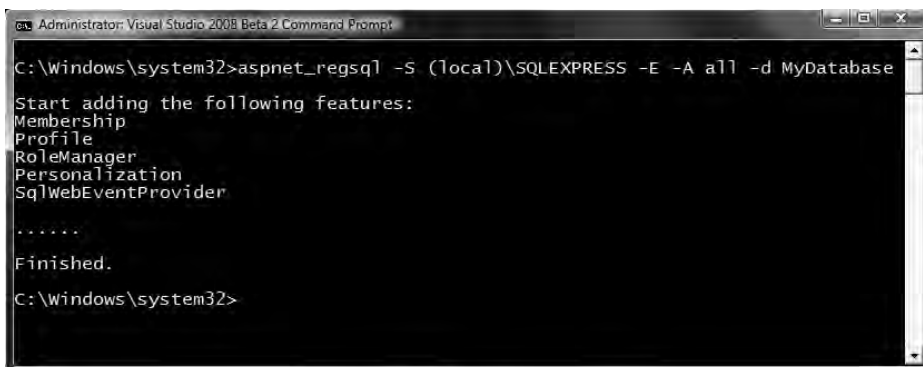 Administrator: Visual Studio 2008 Beta 2 Command Prompt
C:\Windows\system32>aspnet_regsql -S (local)\SQLEXPRESS -E -A all -d MyDatabase
Start adding the following features:
Membership
Profile
RoleManager
Personalization
SqlWebEventProvider
......
Finished.
C:\Windows\system32>